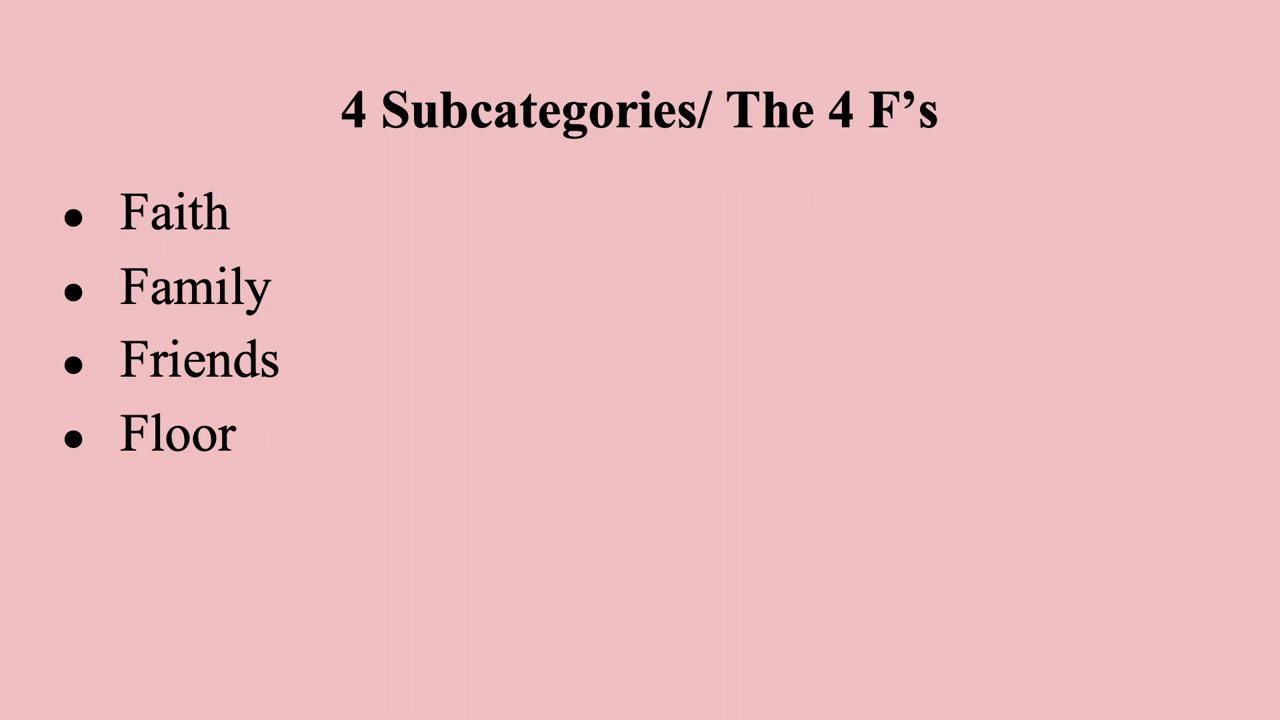 4 Subcategories/ The 4 F’s
● Faith
● Family
● Friends
● Floor